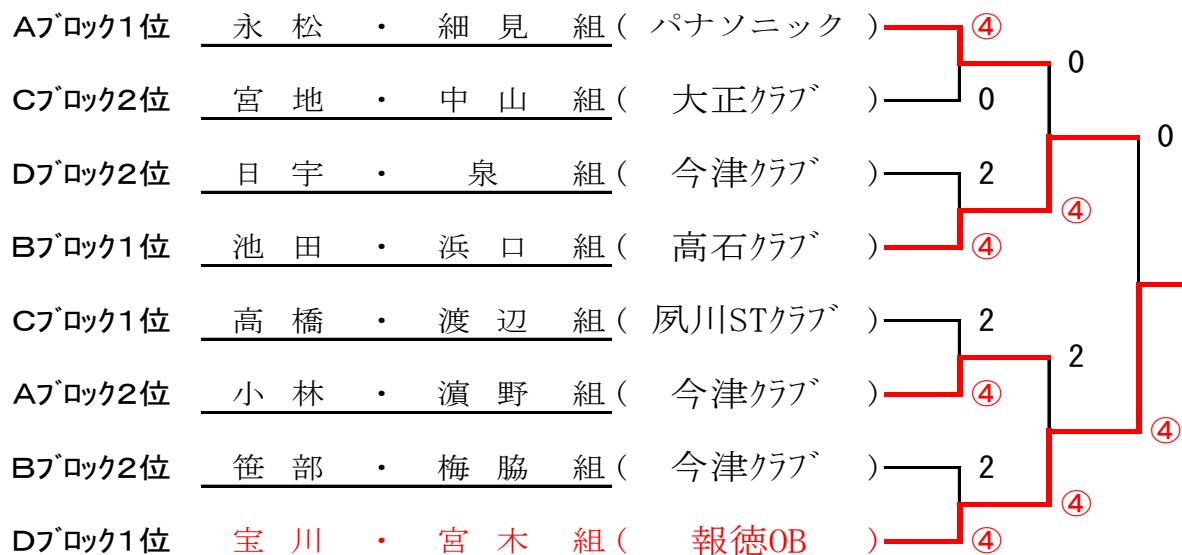 Aﾌﾞﾛｯｸ1位 永松・細見 組( パナソニック ) ④
0
Cﾌﾞﾛｯｸ2位 宮地・中山 組( 大正ｸﾗﾌﾞ ) 0
0
Dﾌﾞﾛｯｸ2位 日宇・泉 組( 今津ｸﾗﾌﾞ ) 2
④
Bﾌﾞﾛｯｸ1位 池田・浜口 組( 高石ｸﾗﾌﾞ ) ④
Cﾌﾞﾛｯｸ1位 高橋・渡辺 組( 夙川STｸﾗﾌﾞ ) 2
2
Aﾌﾞﾛｯｸ2位 小林・濵野 組( 今津ｸﾗﾌﾞ ) ④
④
Bﾌﾞﾛｯｸ2位 笹部・梅脇 組( 今津ｸﾗﾌﾞ ) 2
④
Dﾌﾞﾛｯｸ1位 宝川・宮木 組( 報徳OB ) ④